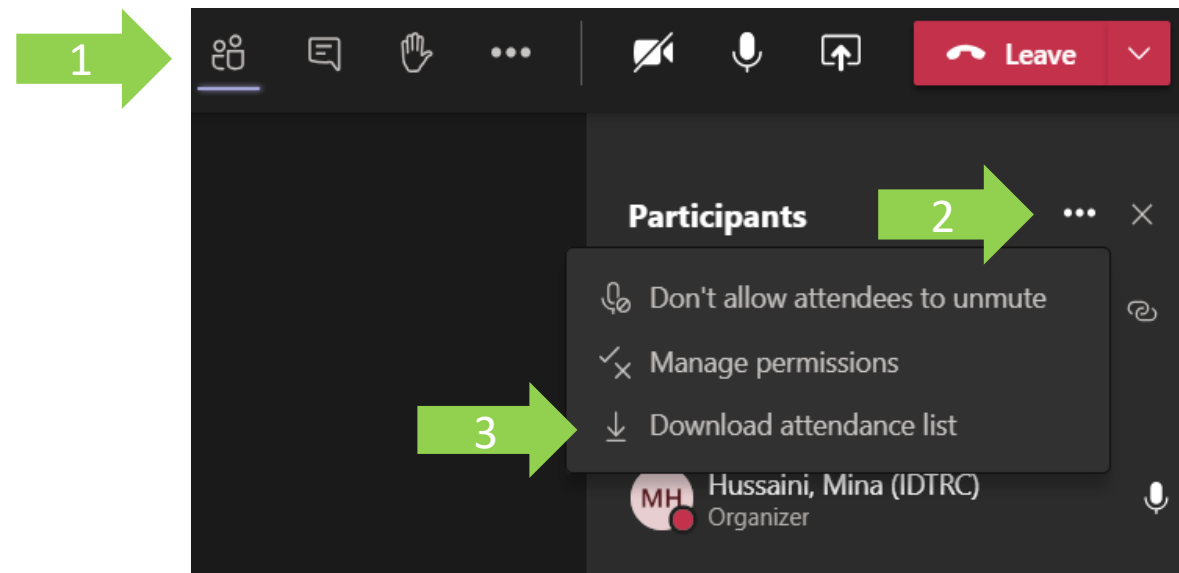 1
Leave
Participants
2
Don't allow attendees to unmute
Manage permissions
3
Download attendance list
MH
Hussaini, Mina (IDTRC)
Organizer